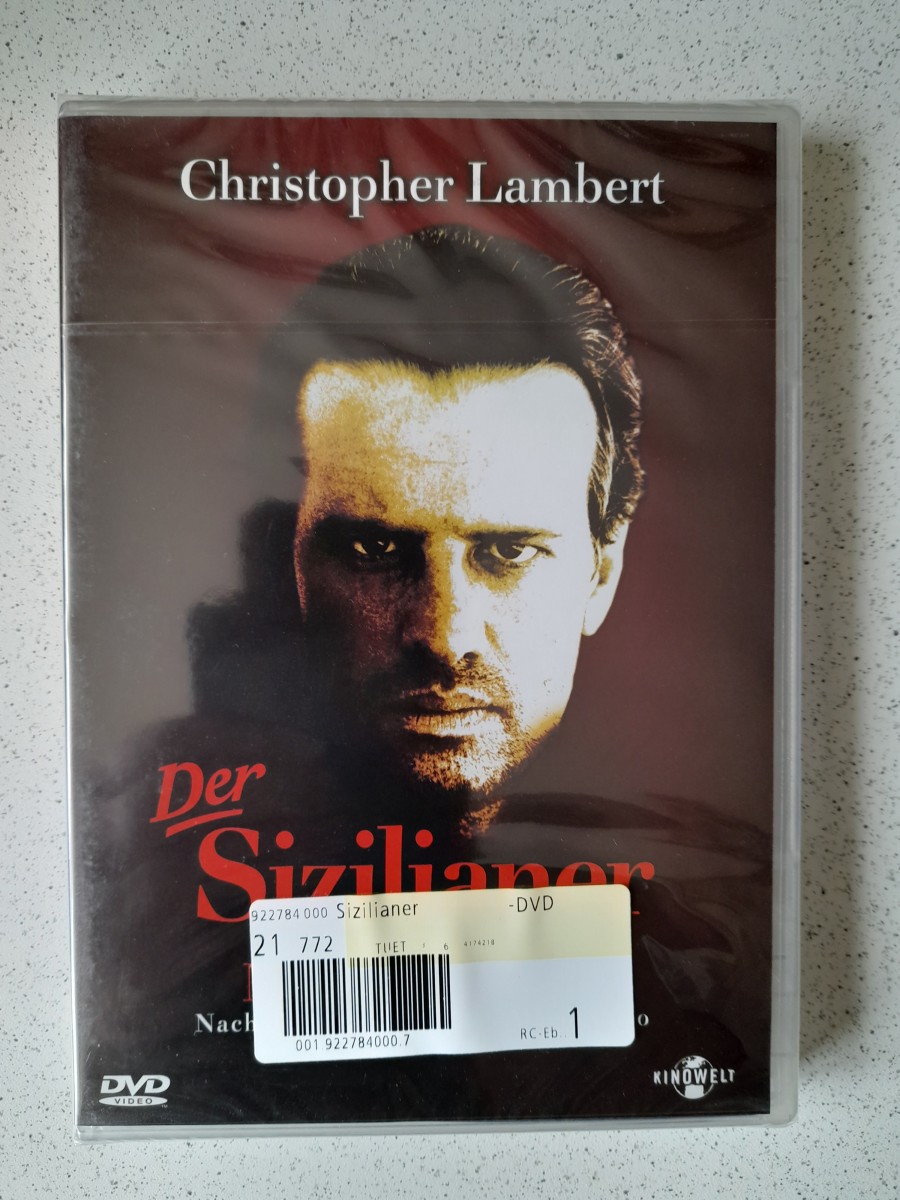 Christopher Lambert
Der
Sizilianer
922784 000 Sizilianer -DVD
21 772 TUET 6 4174218
Nach
001 922784000.7
RC-Eb.. 1
DVD
VIDEO
KINOWELT